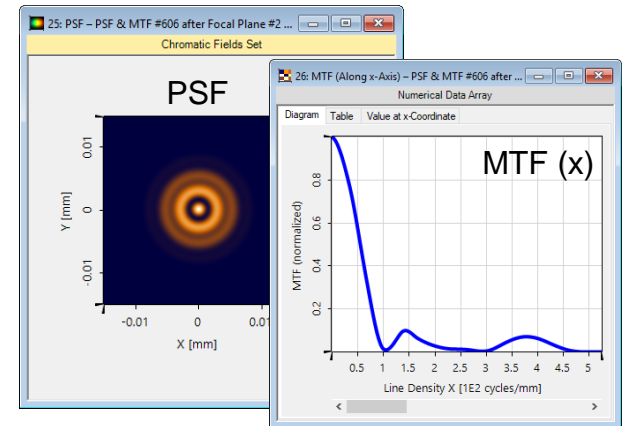 25: PSF – PSF & MTF #606 after Focal Plane #2 ...
Chromatic Fields Set
PSF
0.01
0
-0.01
Y [mm]
-0.01 0 0.01
X [mm]
26: MTF (Along x-Axis) – PSF & MTF #606 after ...
Numerical Data Array
Diagram Table Value at x-Coordinate
MTF (x)
0.8
0.6
0.4
0.2
MTF (normalized)
0.5 1 1.5 2 2.5 3 3.5 4 4.5 5
Line Density X [1E2 cycles/mm]